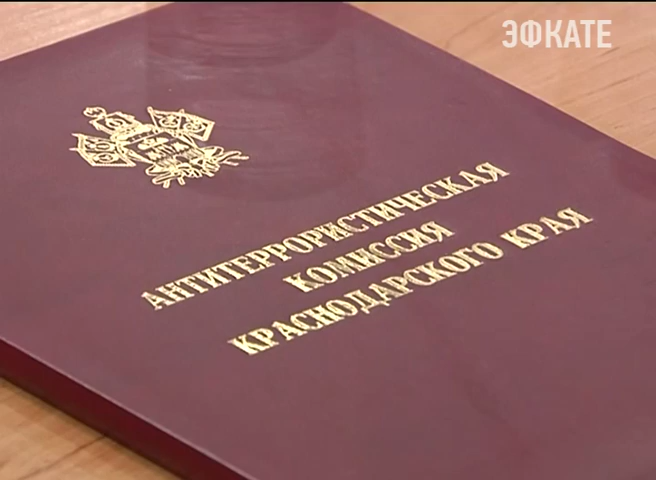 ЭФКАТЕ
АНТИТЕРРОРИСТИЧЕСКАЯ
КОМИССИЯ
КРАСНОДАРСКОГО КРАЯ